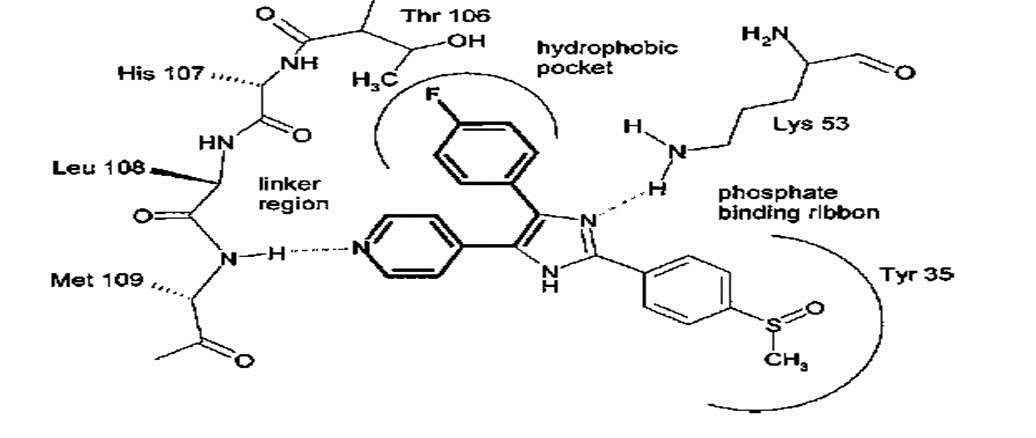 O
Thr 106
OH
NH
H₃C
His 107
hydrophobic
pocket
H₂N
O
F
O
Lys 53
H
N
H
HN
Leu 108
linker
region
phosphate
binding ribbon
O
N
H
N
N
N
H
Met 109
Tyr 35
S
O
CH₃
O